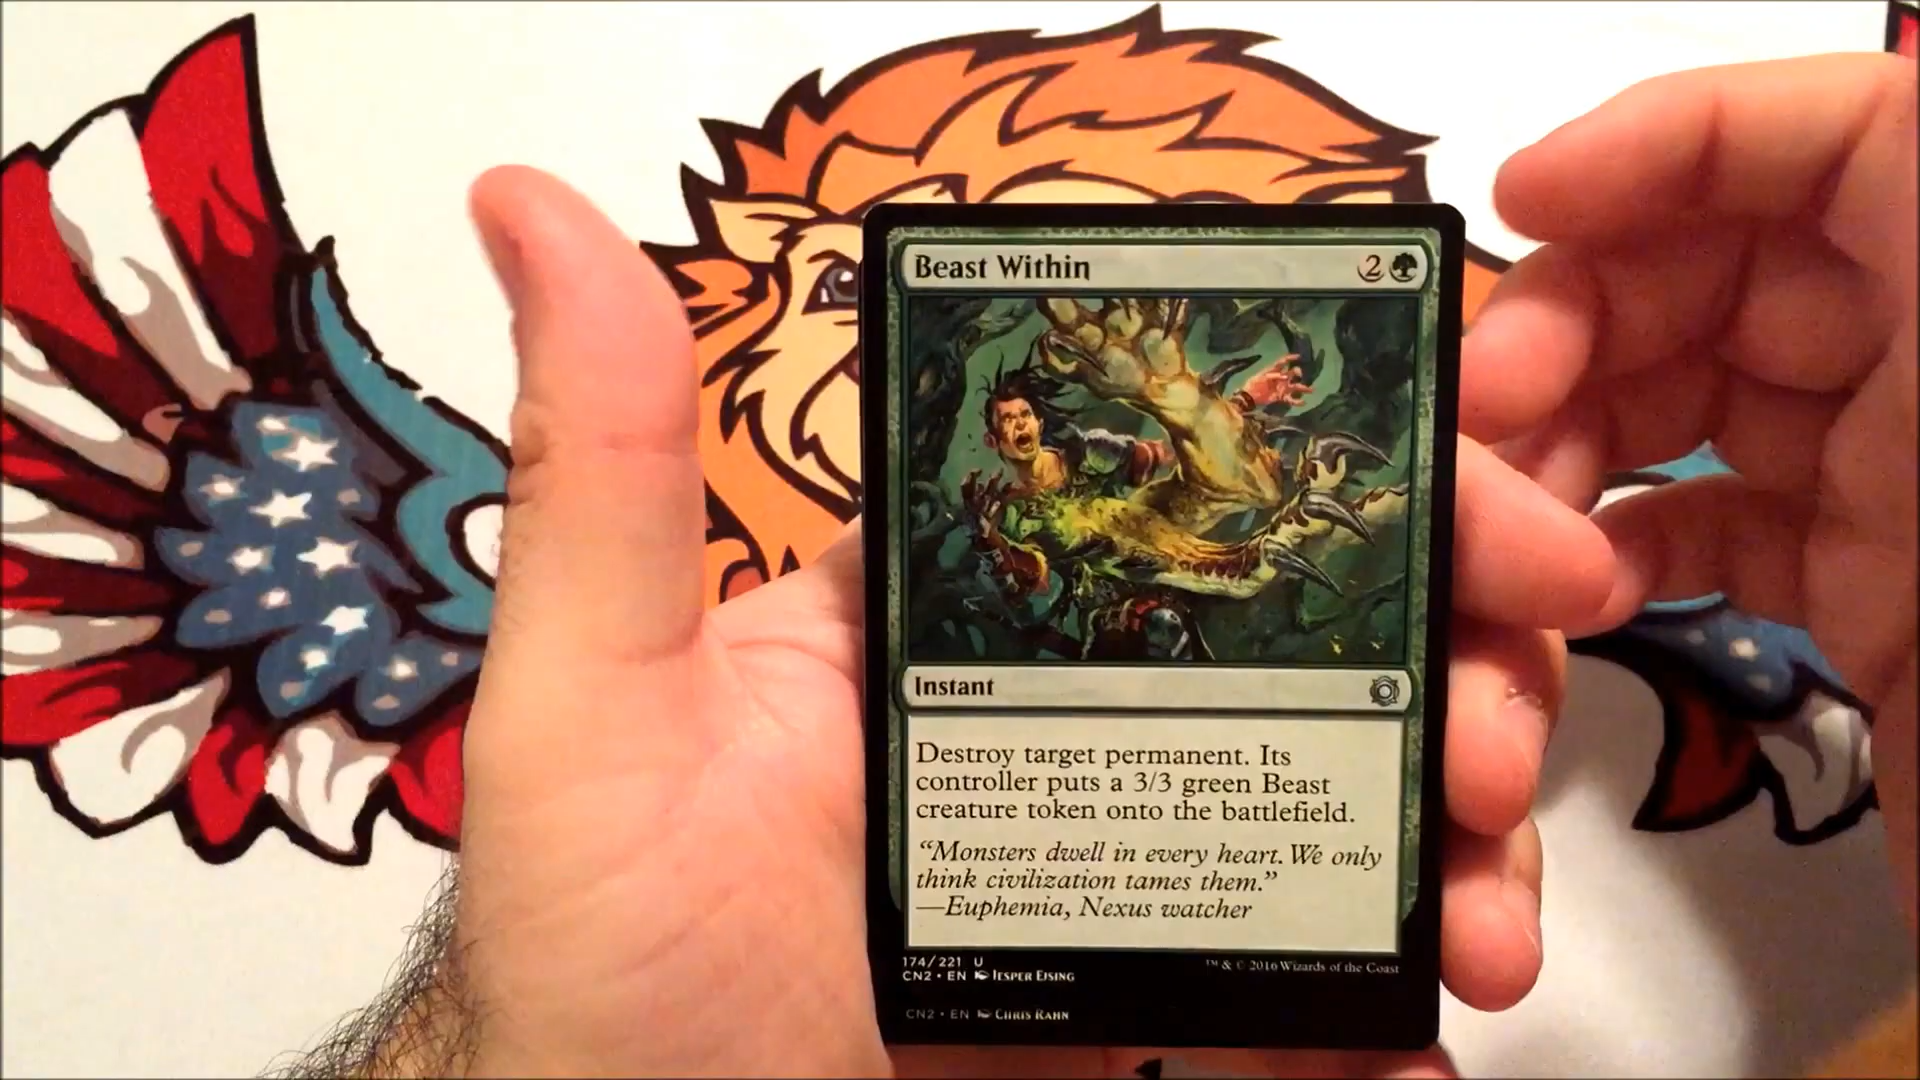 Beast Within 2
Instant
Destroy target permanent. Its
controller puts a 3/3 green Beast
creature token onto the battlefield.
“Monsters dwell in every heart. We only
think civilization tames them.”
—Euphemia, Nexus watcher
174/221 U
CN2 • EN Jesper Ejsing
™ & © 2016 Wizards of the Coast
CN2 • EN Chris Rahn